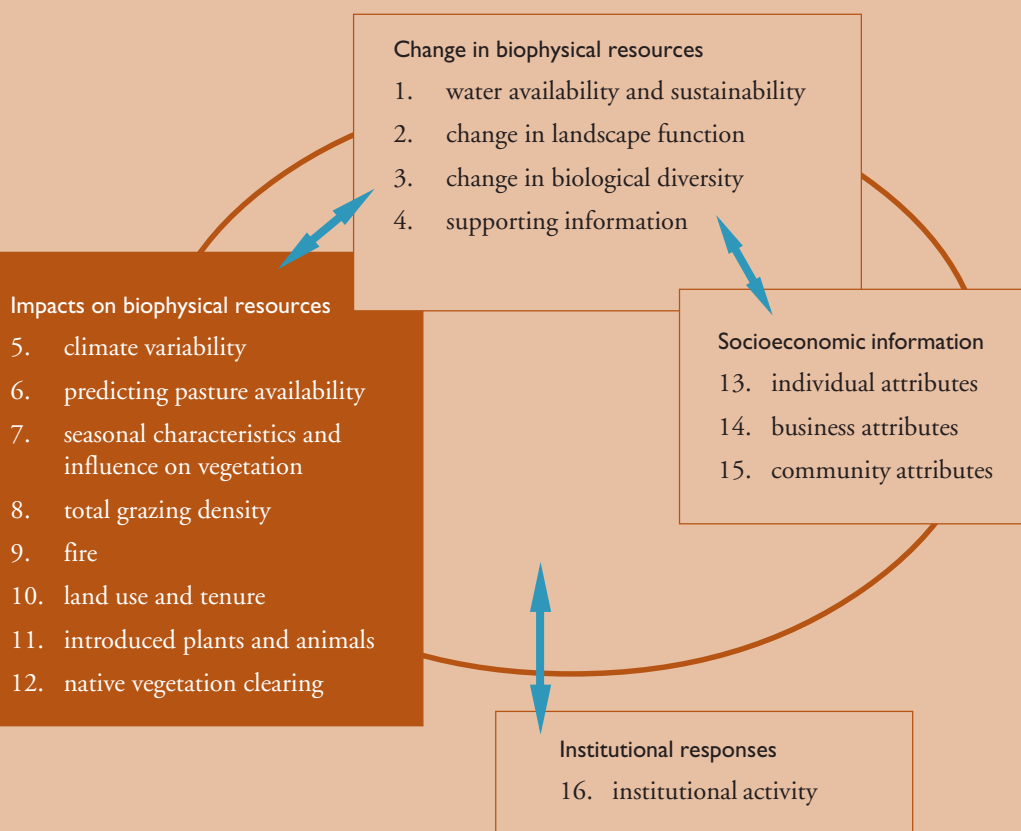 Change in biophysical resources
1. water availability and sustainability
2. change in landscape function
3. change in biological diversity
4. supporting information
Impacts on biophysical resources
5. climate variability
6. predicting pasture availability
7. seasonal characteristics and
influence on vegetation
8. total grazing density
9. fire
10. land use and tenure
11. introduced plants and animals
12. native vegetation clearing
Socioeconomic information
13. individual attributes
14. business attributes
15. community attributes
Institutional responses
16. institutional activity